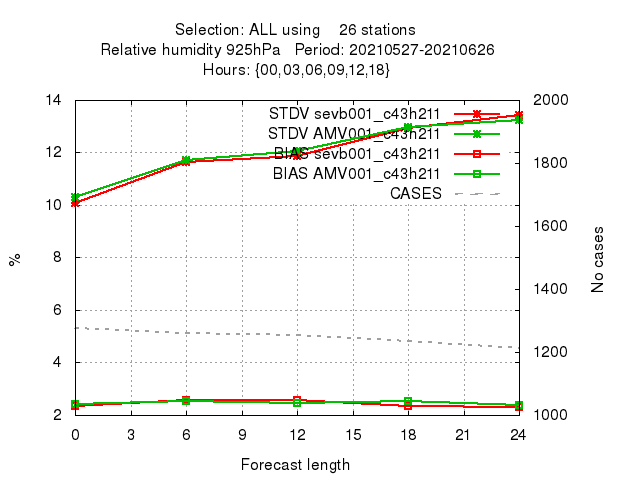 Selection: ALL using 26 stations
Relative humidity 925hPa Period: 20210527-20210626
Hours: {00,03,06,09,12,18}
14
12
10
8
6
4
2
%
STDV sevb001_c43h211
STDV AMV001_c43h211
BIAS sevb001_c43h211
BIAS AMV001_c43h211
CASES
2000
1800
1600
1400
1200
1000
No cases
0 3 6 9 12 15 18 21 24
Forecast length